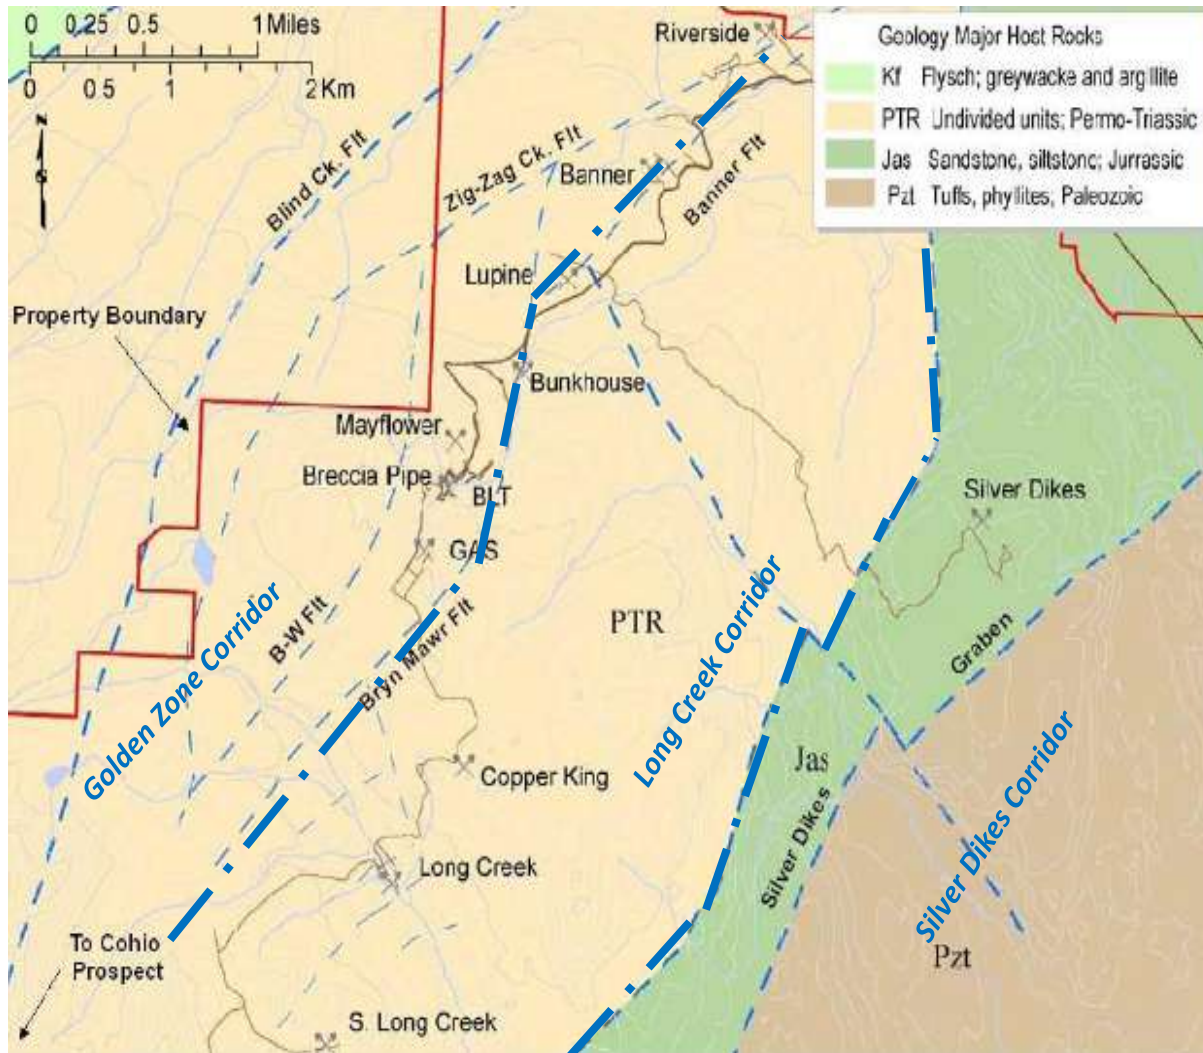 0 0.25 0.5 1 Miles
0 0 5 1 2 Km
N
Riverside
Geology Major Host Rocks
Kf Flysch; greywacke and argillite
PTR Undivided units; Permo-Triassic
Jas Sandstone, siltstone; Jurrassic
Pzt Tuffs, phyllites, Paleozoic
Blind Ck. Flt
Zig-Zag Ck. Flt
Banner
Banner Flt
Lupine
Property Boundary
Bunkhouse
Mayflower
Breccia Pipe
BLT
Silver Dikes
GAS
PTR
Long Creek Corridor
Golden Zone Corridor
B-W Flt
Bryn Mawr Flt
Graben
Copper King
Jas
Silver Dikes
Silver Dikes Corridor
Long Creek
To Cohio
Prospect
Pzt
S. Long Creek